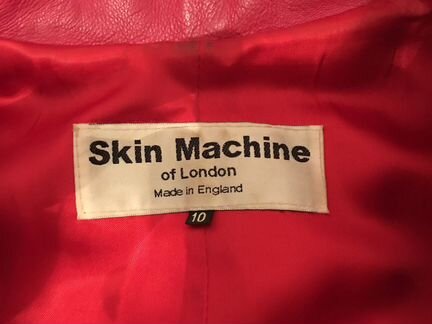 Skin Machine
of London
Made in England
10